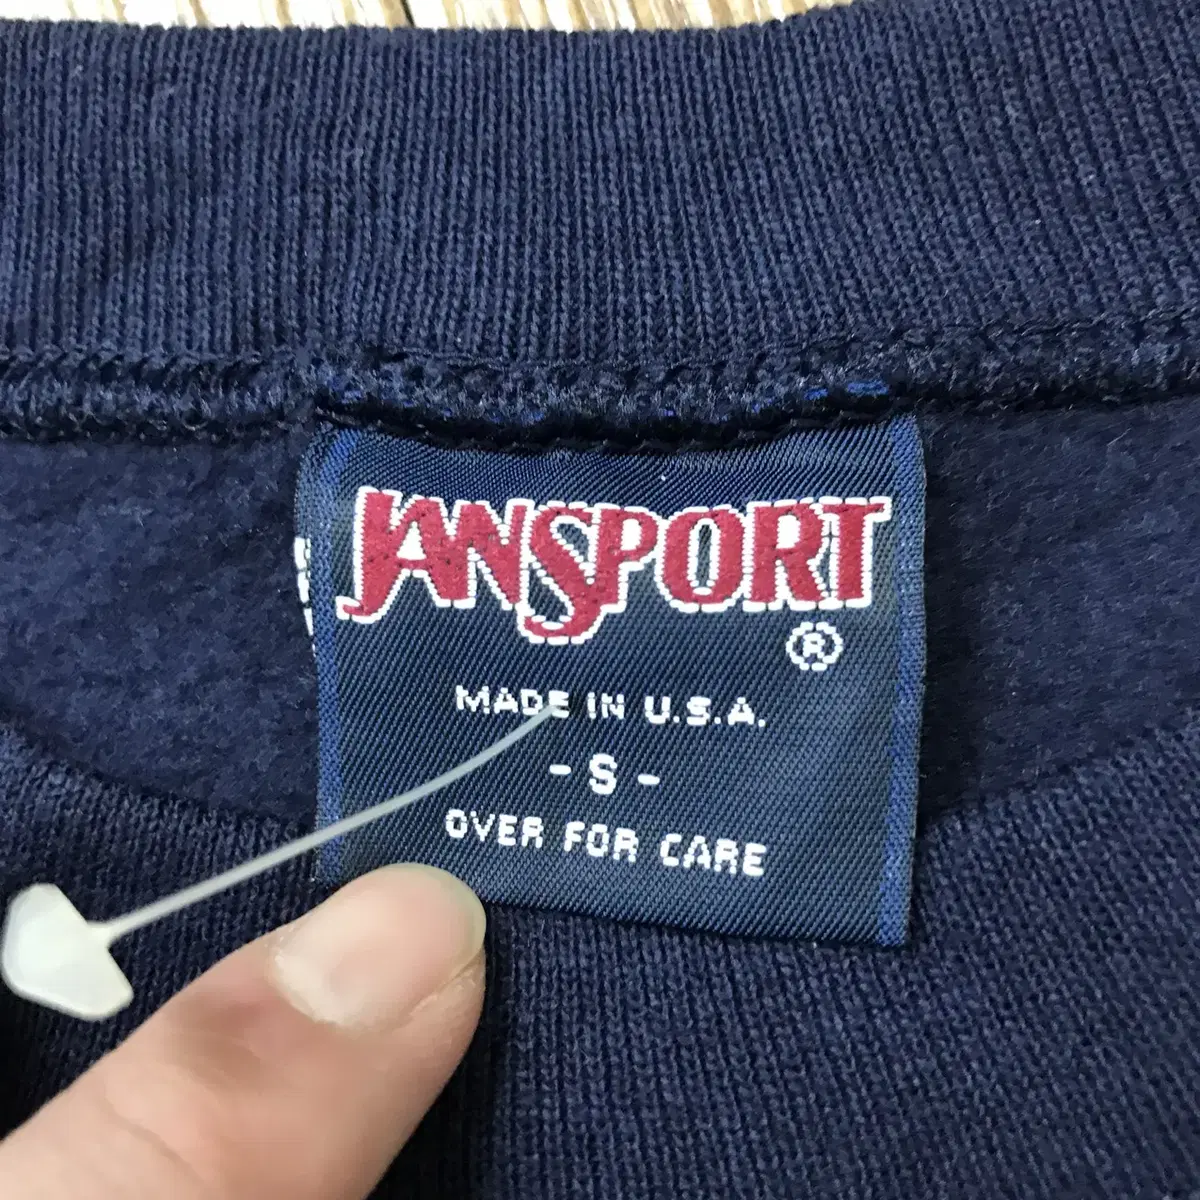 JANSPORT
®
MADE IN U.S.A.
- S -
OVER FOR CARE